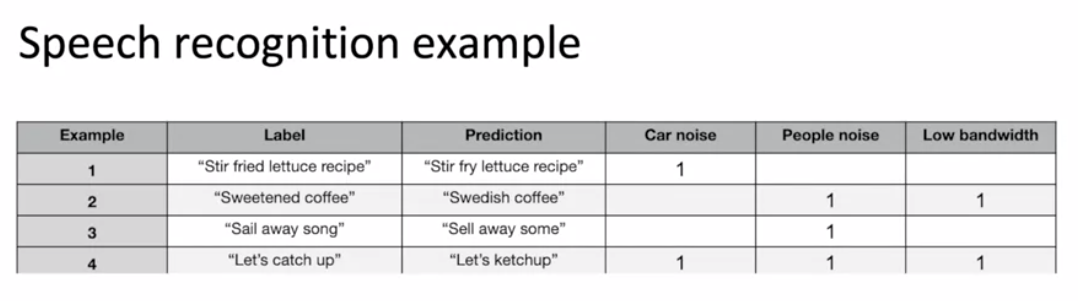 Speech recognition example
Example Label Prediction Car noise People noise Low bandwidth
1 “Stir fried lettuce recipe” “Stir fry lettuce recipe” 1
2 “Sweetened coffee” “Swedish coffee” 1 1
3 “Sail away song” “Sell away some” 1
4 “Let’s catch up” “Let’s ketchup” 1 1 1